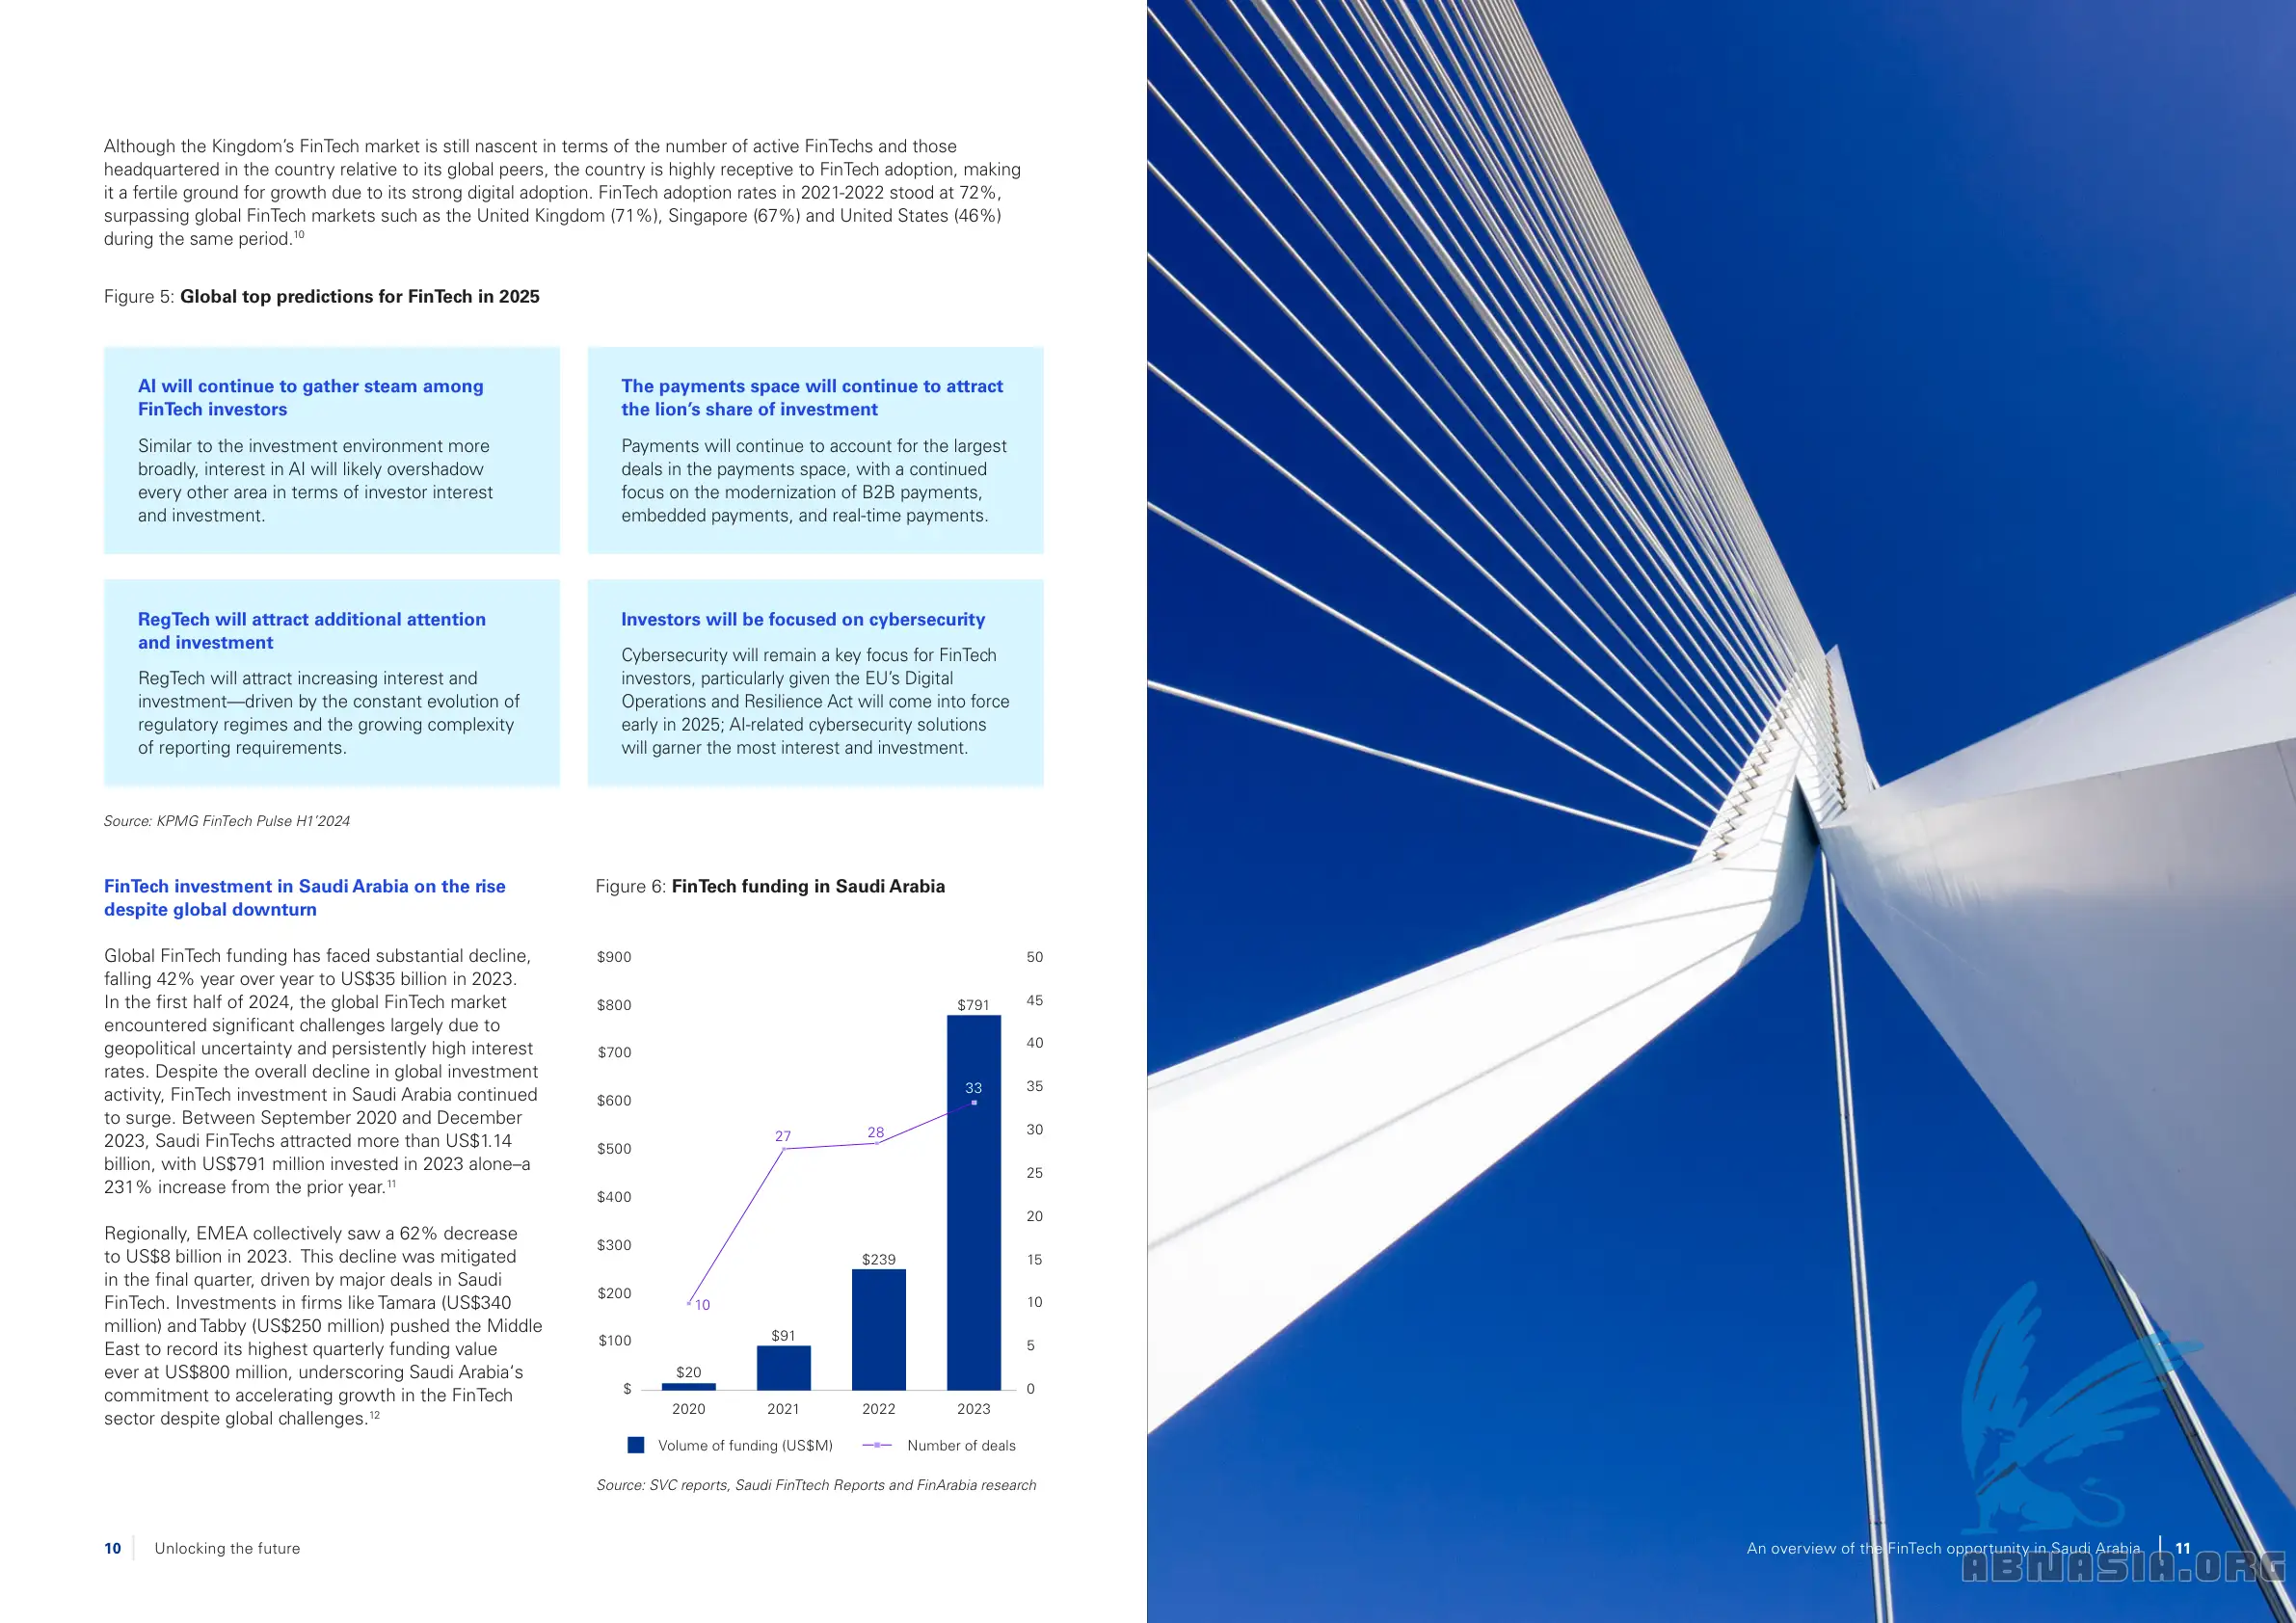 Although the Kingdom’s FinTech market is still nascent in terms of the number of active FinTechs and those
headquartered in the country relative to its global peers, the country is highly receptive to FinTech adoption, making
it a fertile ground for growth due to its strong digital adoption. FinTech adoption rates in 2021-2022 stood at 72%,
surpassing global FinTech markets such as the United Kingdom (71%), Singapore (67%) and United States (46%)
during the same period.10
Figure 5: Global top predictions for FinTech in 2025
AI will continue to gather steam among
FinTech investors
Similar to the investment environment more
broadly, interest in AI will likely overshadow
every other area in terms of investor interest
and investment.
The payments space will continue to attract
the lion’s share of investment
Payments will continue to account for the largest
deals in the payments space, with a continued
focus on the modernization of B2B payments,
embedded payments, and real-time payments.
RegTech will attract additional attention
and investment
RegTech will attract increasing interest and
investment—driven by the constant evolution of
regulatory regimes and the growing complexity
of reporting requirements.
Investors will be focused on cybersecurity
Cybersecurity will remain a key focus for FinTech
investors, particularly given the EU’s Digital
Operations and Resilience Act will come into force
early in 2025; AI-related cybersecurity solutions
will garner the most interest and investment.
Source: KPMG FinTech Pulse H1’2024
FinTech investment in Saudi Arabia on the rise
despite global downturn
Global FinTech funding has faced substantial decline,
falling 42% year over year to US$35 billion in 2023.
In the first half of 2024, the global FinTech market
encountered significant challenges largely due to
geopolitical uncertainty and persistently high interest
rates. Despite the overall decline in global investment
activity, FinTech investment in Saudi Arabia continued
to surge. Between September 2020 and December
2023, Saudi FinTechs attracted more than US$1.14
billion, with US$791 million invested in 2023 alone–a
231% increase from the prior year.11
Regionally, EMEA collectively saw a 62% decrease
to US$8 billion in 2023. This decline was mitigated
in the final quarter, driven by major deals in Saudi
FinTech. Investments in firms like Tamara (US$340
million) and Tabby (US$250 million) pushed the Middle
East to record its highest quarterly funding value
ever at US$800 million, underscoring Saudi Arabia‘s
commitment to accelerating growth in the FinTech
sector despite global challenges.12
Figure 6: FinTech funding in Saudi Arabia
$900
$800
$700
$600
$500
$400
$300
$200
$100
$
50
45
40
35
30
25
20
15
10
5
0
$20
$91
$239
$791
10
27
28
33
2020 2021 2022 2023
Volume of funding (US$M) Number of deals
Source: SVC reports, Saudi FinTtech Reports and FinArabia research
10 Unlocking the future
An overview of the FinTech opportunity in Saudi Arabia 11
ABNASIA.ORG